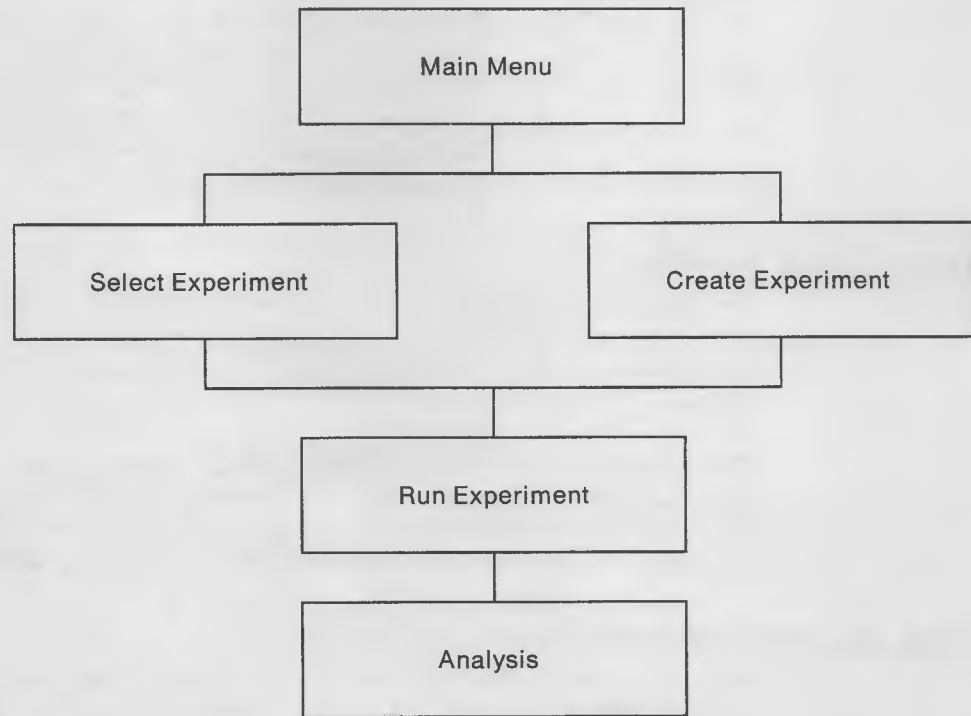 Main Menu
Select Experiment
Create Experiment
Run Experiment
Analysis